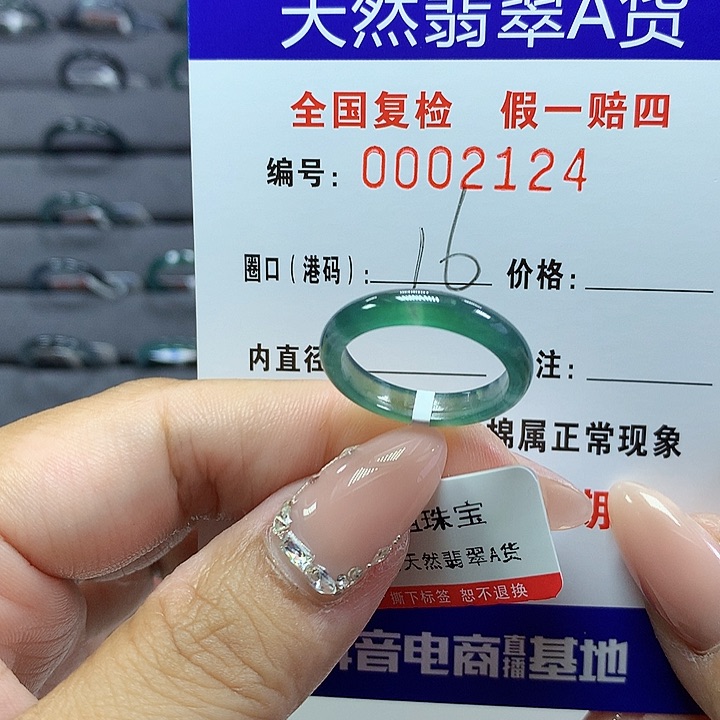 天然翡翠A货
全国复检 假一赔四
编号: 0002124
圈口(港码): 16 价格:
内直径 注:
棉属正常现象
珠宝
天然翡翠A货
撕下标签 恕不退换
音电商直播基地